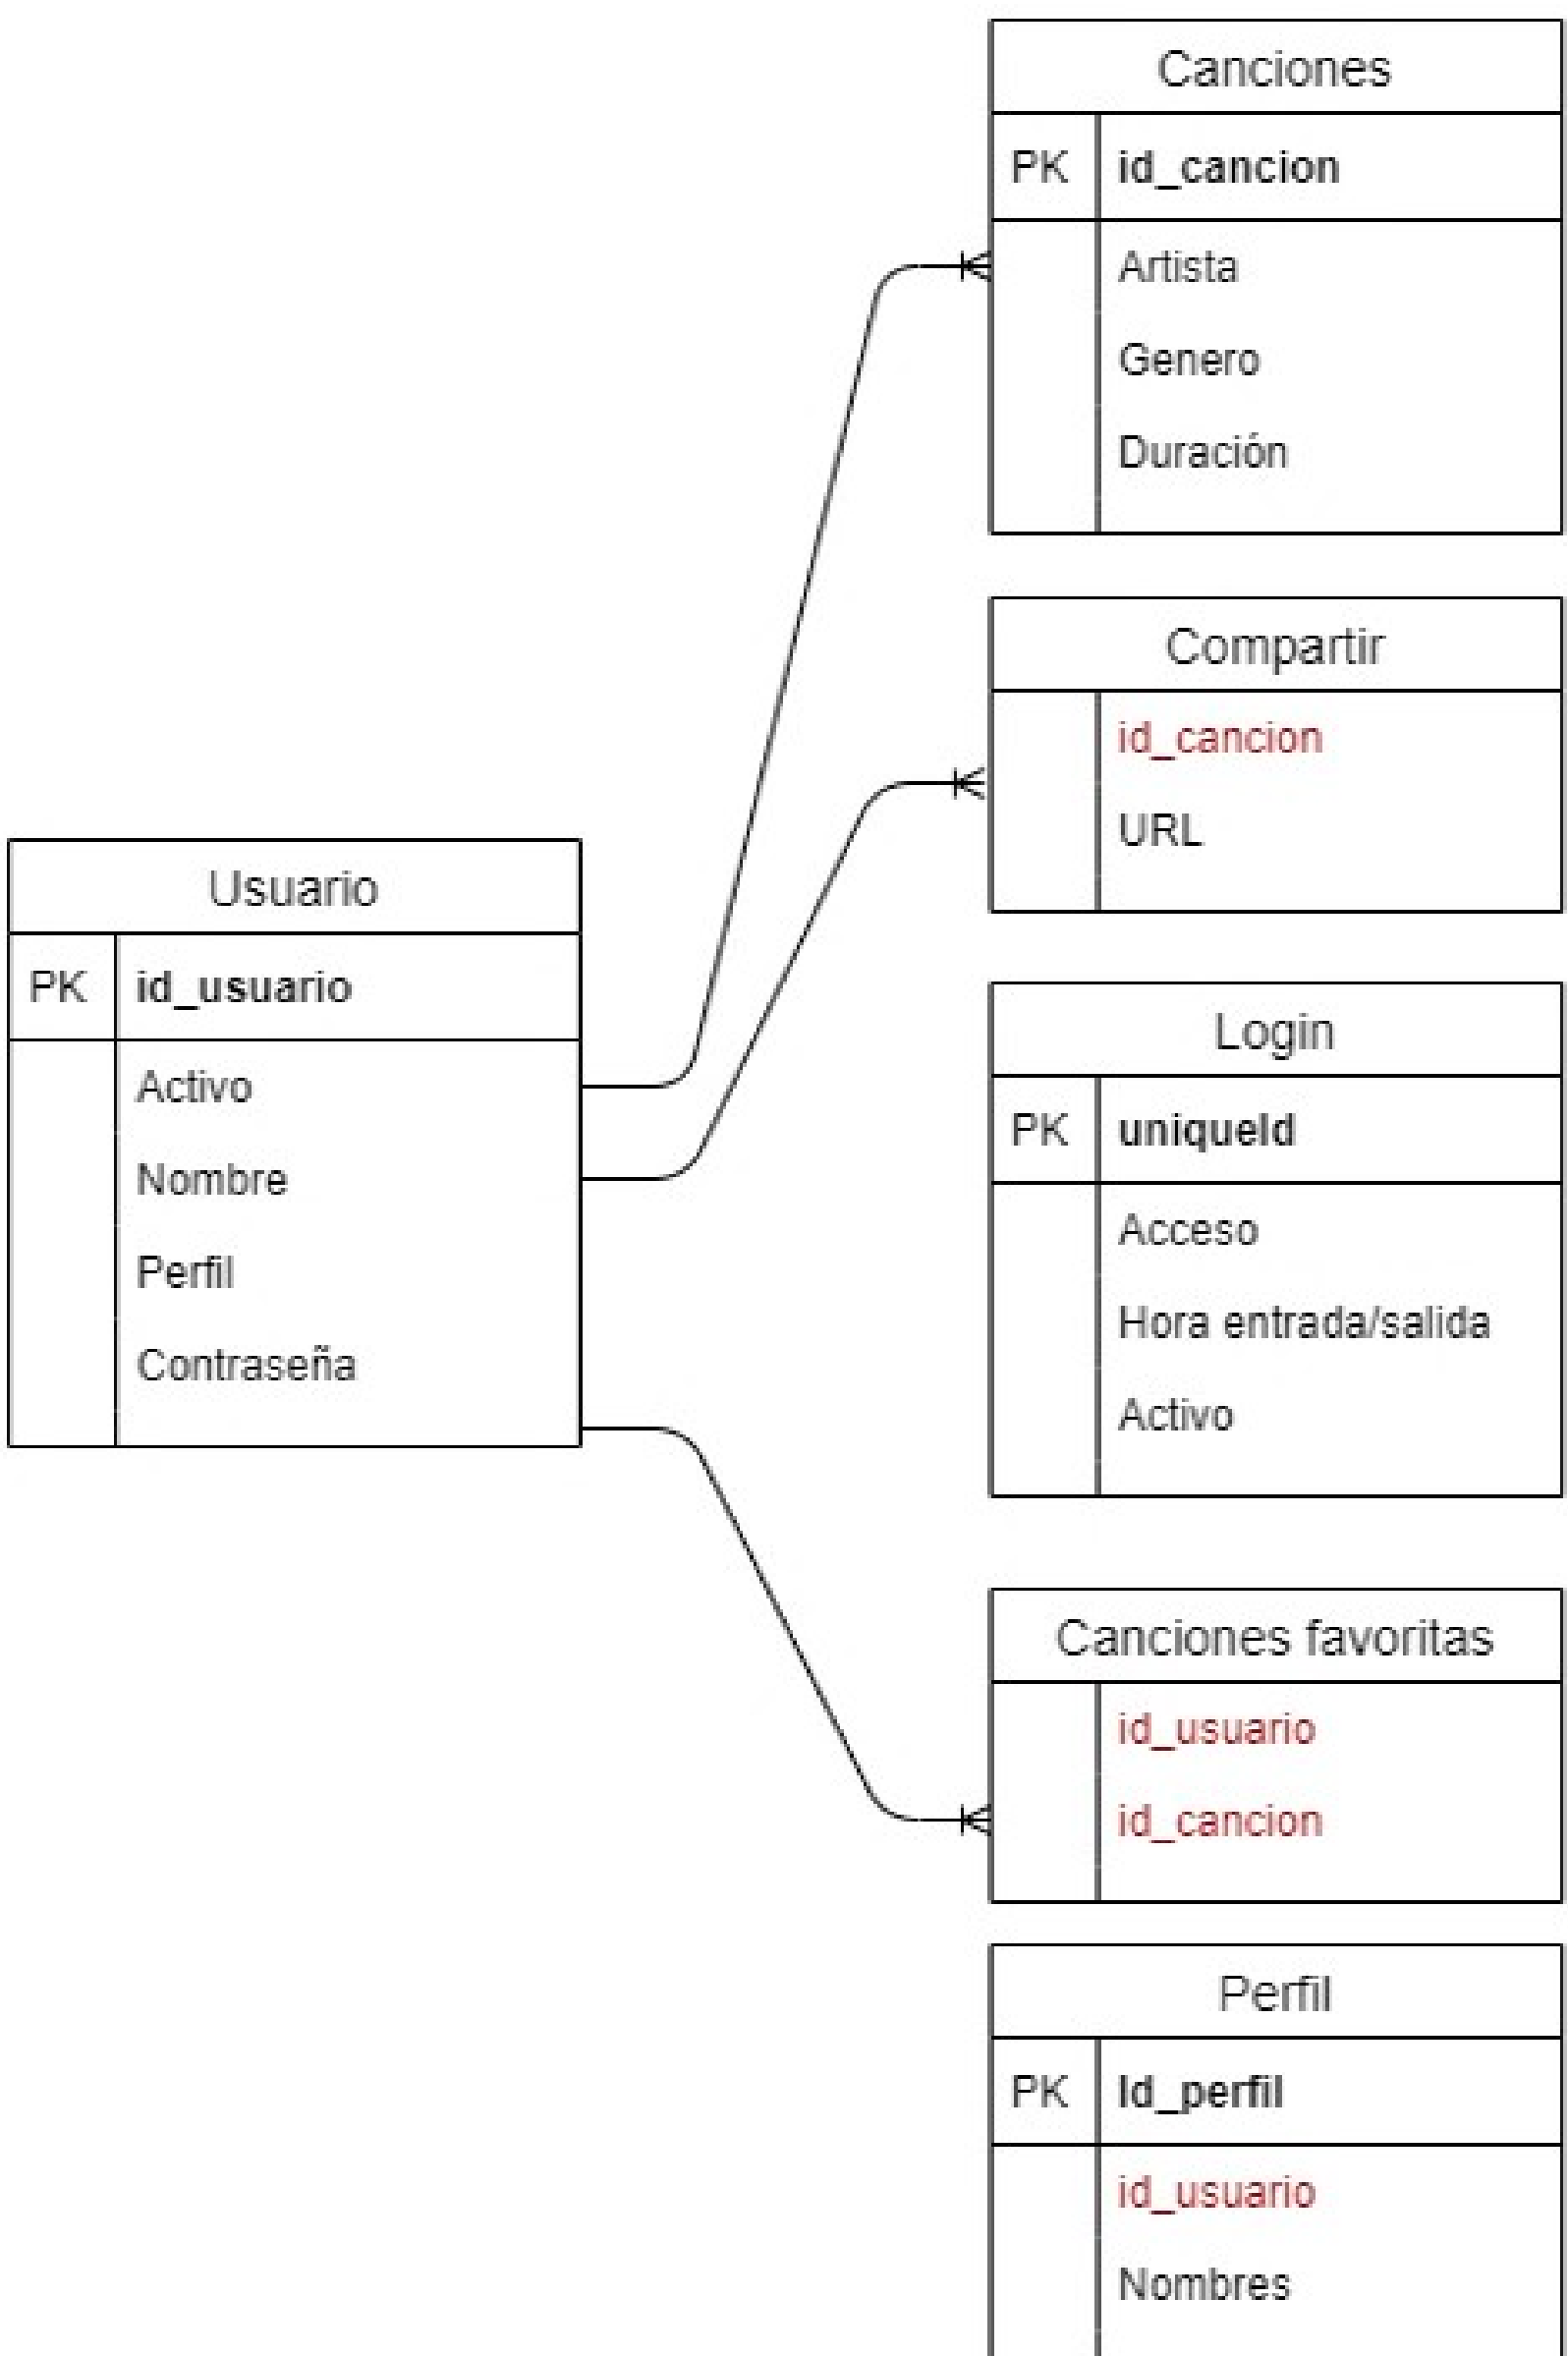 Canciones
PK id_cancion
Artista
Genero
Duración
Compartir
id_cancion
URL
Usuario
PK id_usuario
Activo
Nombre
Perfil
Contraseña
Login
PK uniqueId
Acceso
Hora entrada/salida
Activo
Canciones favoritas
id_usuario
id_cancion
Perfil
PK Id_perfil
id_usuario
Nombres